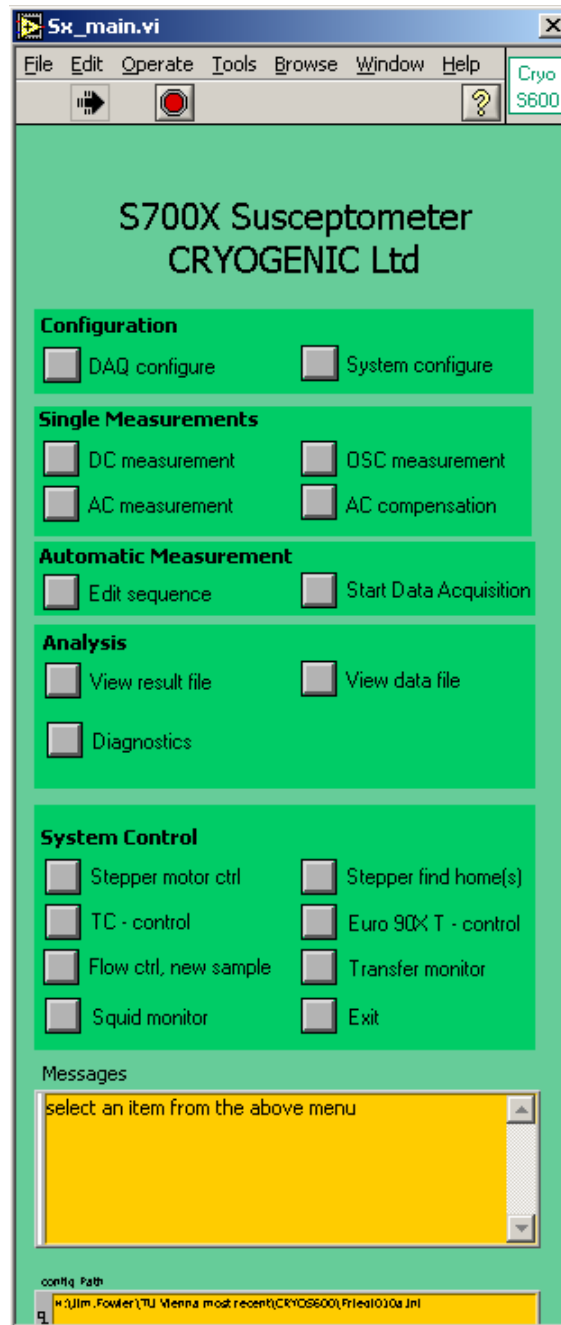 Sx_main.vi
File Edit Operate Tools Browse Window Help
Cryo
S600
S700X Susceptometer
CRYOGENIC Ltd
Configuration
DAQ configure System configure
Single Measurements
DC measurement OSC measurement
AC measurement AC compensation
Automatic Measurement
Edit sequence Start Data Acquisition
Analysis
View result file View data file
Diagnostics
System Control
Stepper motor ctrl Stepper find home(s)
TC - control Euro 90X T - control
Flow ctrl, new sample Transfer monitor
Squid monitor Exit
Messages
select an item from the above menu
config Path